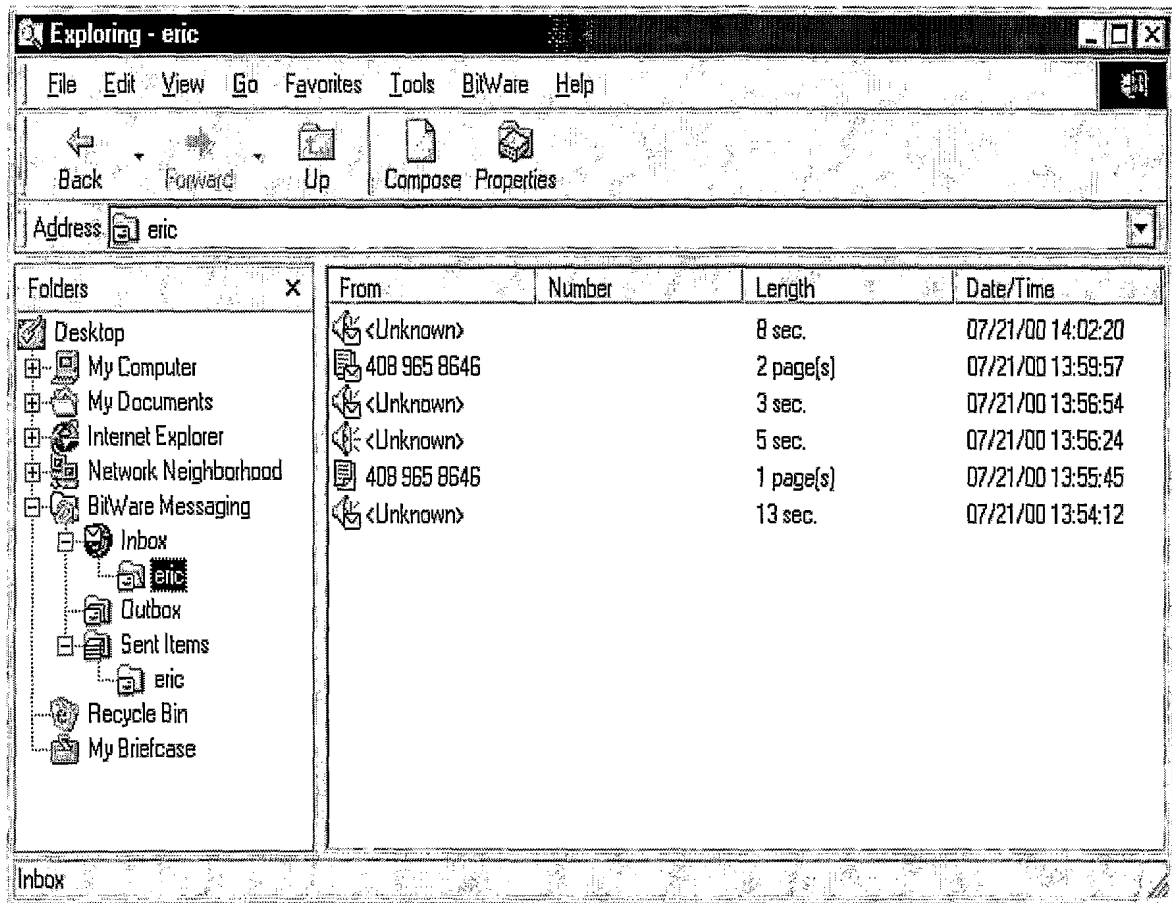 Exploring - eric
File Edit View Go Favorites Tools BitWare Help
Back Forward Up Compose Properties
Address eric
Folders x From Number Length Date/Time
Desktop
My Computer
My Documents
Internet Explorer
Network Neighborhood
BitWare Messaging
Inbox
eric
Outbox
Sent Items
eric
Recycle Bin
My Briefcase
<Unknown> 8 sec. 07/21/00 14:02:20
408 965 8646 2 page(s) 07/21/00 13:59:57
<Unknown> 3 sec. 07/21/00 13:56:54
<Unknown> 5 sec. 07/21/00 13:56:24
408 965 8646 1 page(s) 07/21/00 13:55:45
<Unknown> 13 sec. 07/21/00 13:54:12
Inbox